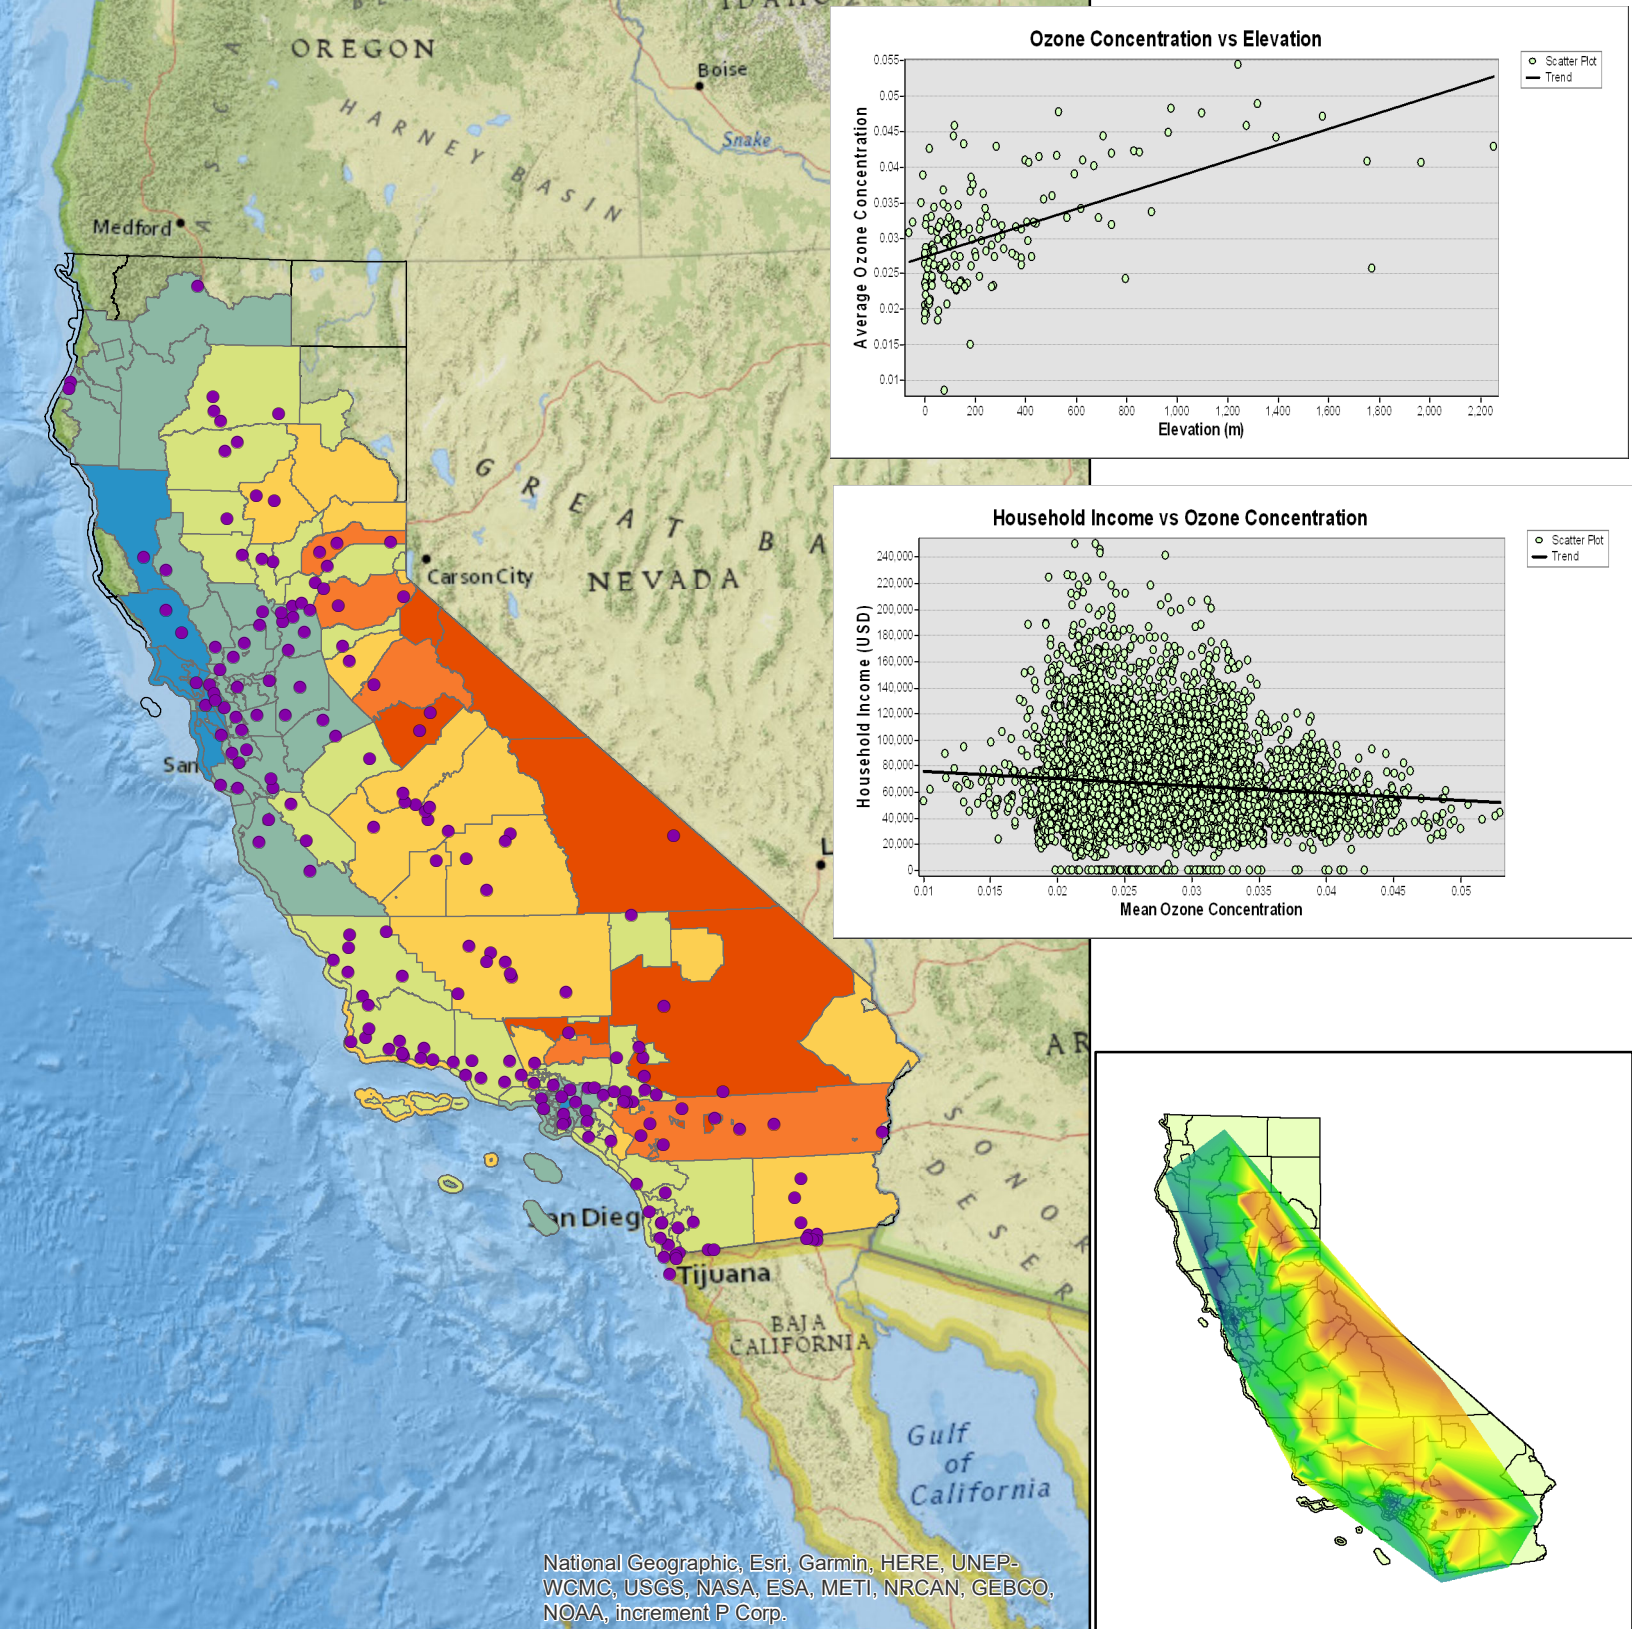 OREGON
Boise
HARNEY BASIN
Snake
Medford
GREAT BA
Carson City
NEVADA
San
L
AR
SONO
DESER
an Dieg
Tijuana
BAJA
CALIFORNIA
Gulf
of
California
National Geographic, Esri, Garmin, HERE, UNEP-
WCMC, USGS, NASA, ESA, METI, NRCAN, GEBCO,
NOAA, increment P Corp.
Ozone Concentration vs Elevation
Scatter Plot
Trend
Average Ozone Concentration
0.055
0.05
0.045
0.04
0.035
0.03
0.025
0.02
0.015
0.01
0 200 400 600 800 1,000 1,200 1,400 1,600 1,800 2,000 2,200
Elevation (m)
Household Income vs Ozone Concentration
Scatter Plot
Trend
Household Income (USD)
240,000
220,000
200,000
180,000
160,000
140,000
120,000
100,000
80,000
60,000
40,000
20,000
0
0.01 0.015 0.02 0.025 0.03 0.035 0.04 0.045 0.05
Mean Ozone Concentration